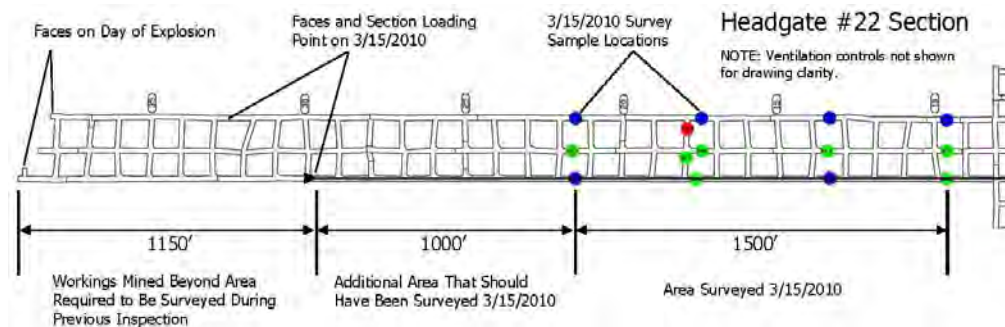 Headgate #22 Section
NOTE: Ventilation controls not shown
for drawing clarity.
Faces on Day of Explosion
Faces and Section Loading
Point on 3/15/2010
3/15/2010 Survey
Sample Locations
1150'
1000'
1500'
Workings Mined Beyond Area
Required to Be Surveyed During
Previous Inspection
Additional Area That Should
Have Been Surveyed 3/15/2010
Area Surveyed 3/15/2010